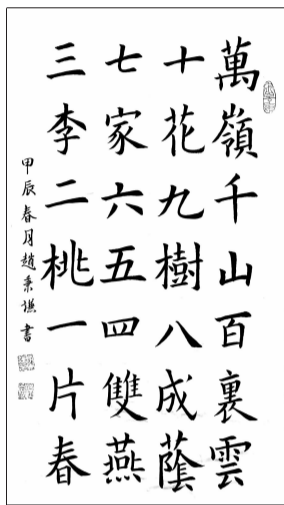 萬嶺千山百裏雲
十花九樹八成蔭
七家六五四雙燕
三李二桃一片春
甲辰春月趙秉熾書